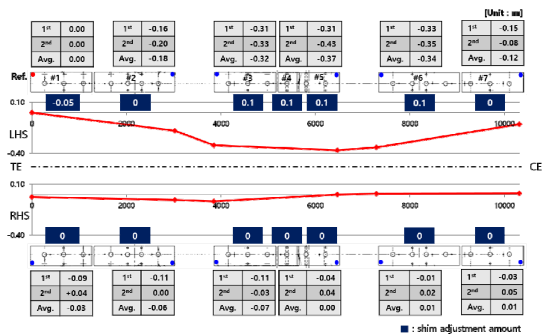 [Unit : ㎜]
1st 0.00 1st -0.16 1st -0.31 1st -0.31 1st -0.33 1st -0.15
2nd 0.00 2nd -0.20 2nd -0.33 2nd -0.43 2nd -0.35 2nd -0.08
Avg. 0.00 Avg. -0.18 Avg. -0.32 Avg. -0.37 Avg. -0.34 Avg. -0.12
Ref. #1 #2 #3 #4 #5 #6 #7
0.10 -0.05 0 0.1 0.1 0.1 0.1 0
0 2000 4000 6000 8000 10000
LHS
-0.40
TE CE
0.10
0 2000 4000 6000 8000 10000
RHS
-0.40 0 0 0 0 0 0 0
1st -0.09 1st -0.11 1st -0.11 1st -0.04 1st -0.01 1st -0.03
2nd +0.04 2nd 0.00 2nd -0.03 2nd 0.04 2nd 0.02 2nd 0.05
Avg. -0.03 Avg. -0.06 Avg. -0.07 Avg. 0.00 Avg. 0.01 Avg. 0.01
: shim adjustment amount